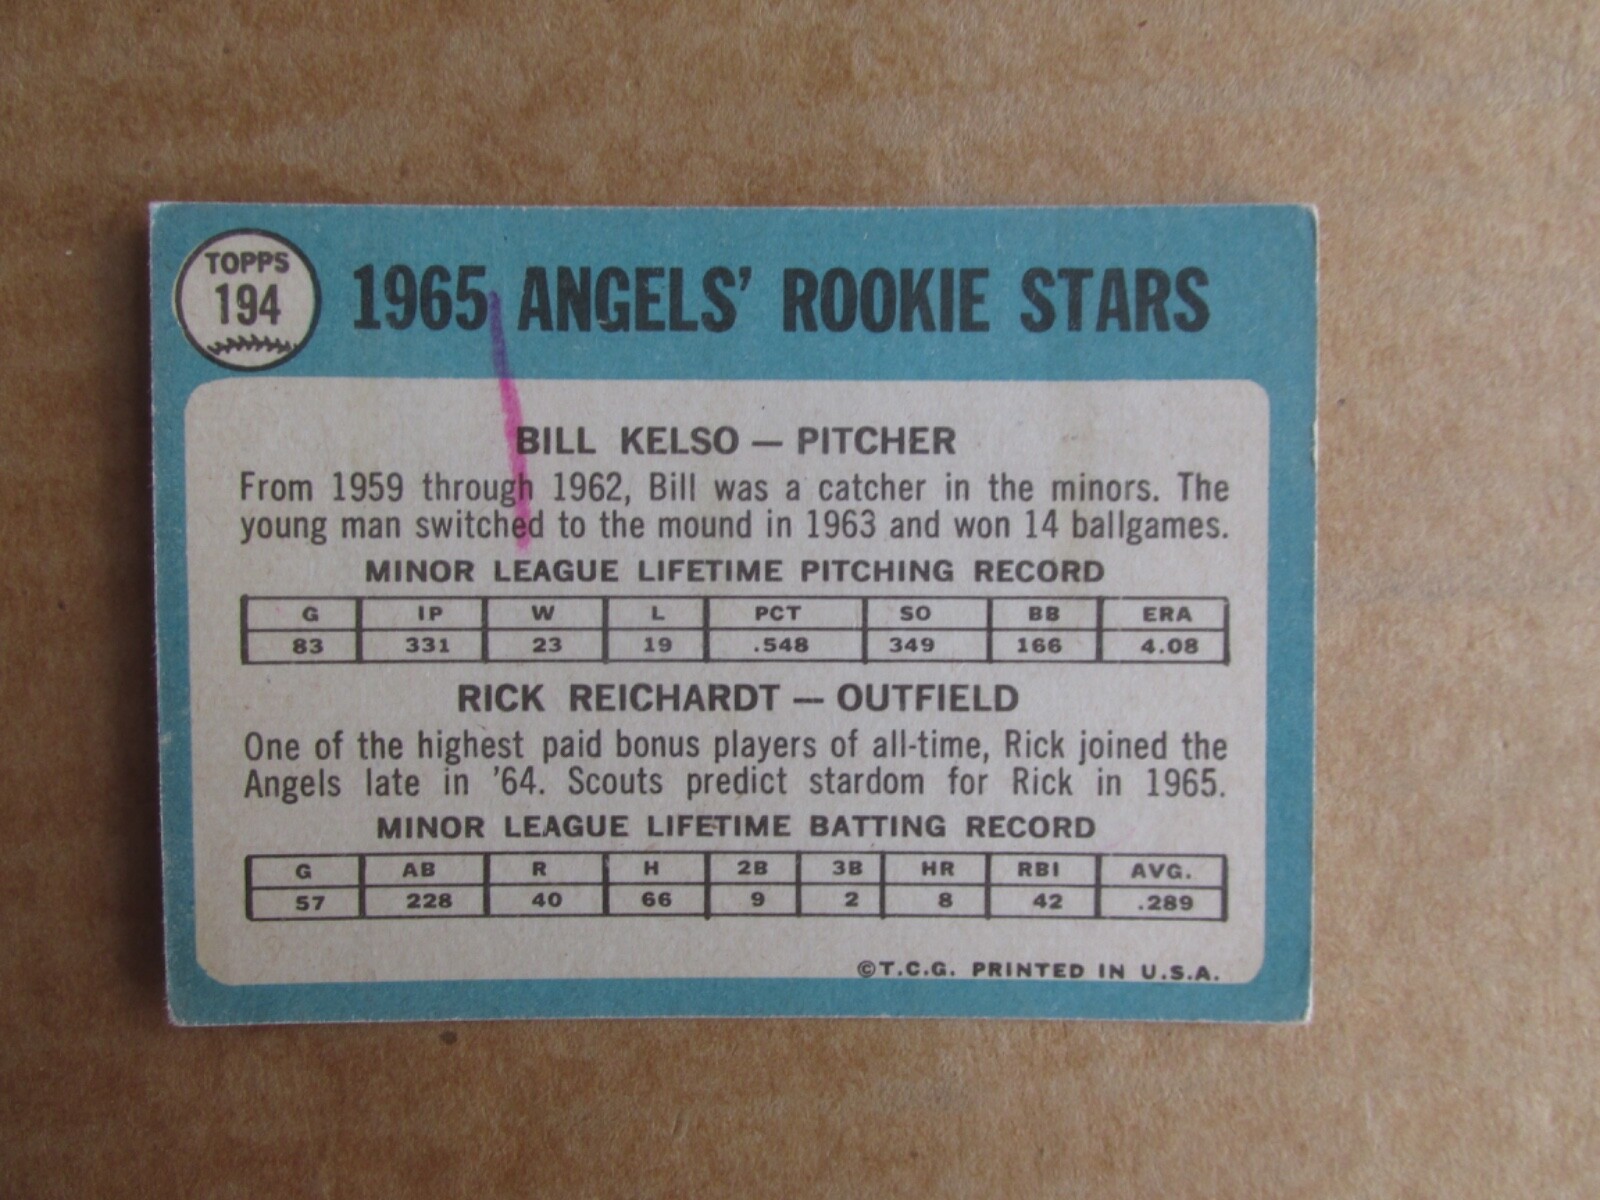 TOPPS
194
1965 ANGELS' ROOKIE STARS
BILL KELSO — PITCHER
From 1959 through 1962, Bill was a catcher in the minors. The
young man switched to the mound in 1963 and won 14 ballgames.
MINOR LEAGUE LIFETIME PITCHING RECORD
G IP W L PCT SO BB ERA
83 331 23 19 .548 349 166 4.08
RICK REICHARDT — OUTFIELD
One of the highest paid bonus players of all-time, Rick joined the
Angels late in '64. Scouts predict stardom for Rick in 1965.
MINOR LEAGUE LIFETIME BATTING RECORD
G AB R H 2B 3B HR RBI AVG.
57 228 40 66 9 2 8 42 .289
©T.C.G. PRINTED IN U.S.A.